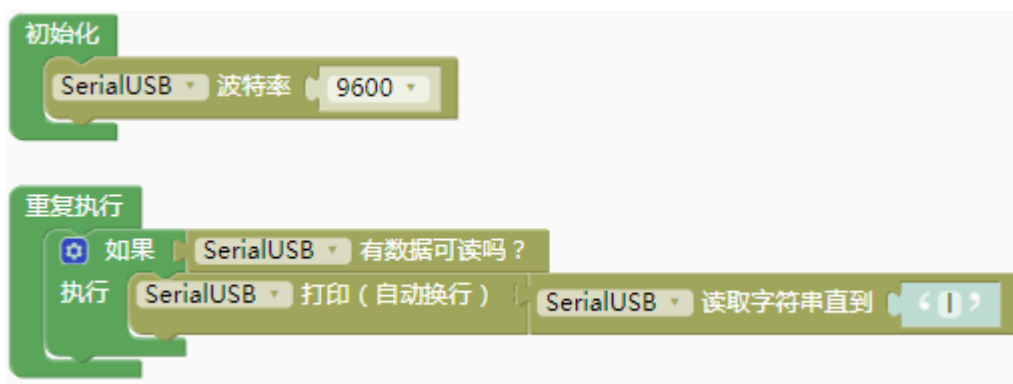 初始化
SerialUSB 波特率 9600
重复执行
如果 SerialUSB 有数据可读吗？
执行 SerialUSB 打印（自动换行） SerialUSB 读取字符串直到 ‘ | ’